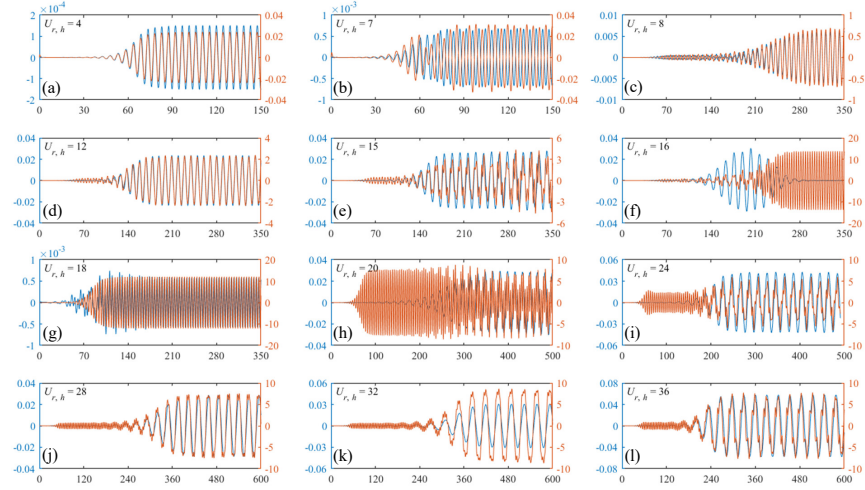 ×10⁻⁴ ×10⁻³
2 0.04 1 0.04 0.01 1
U_{r, h} = 4 U_{r, h} = 7 U_{r, h} = 8
1 0.02 0.5 0.02 0.005 0.5
0 0 0 0 0 0
-1 -0.02 -0.5 -0.02 -0.005 -0.5
(a) (b) (c)
-2 -0.04 -1 -0.04 -0.01 -1
0 30 60 90 120 150 0 30 60 90 120 150 0 70 140 210 280 350
0.04 4 0.04 6 0.04 20
U_{r, h} = 12 U_{r, h} = 15 U_{r, h} = 16
0.02 2 0.02 3 0.02 10
0 0 0 0 0 0
-0.02 -2 -0.02 -3 -0.02 -10
(d) (e) (f)
-0.04 -4 -0.04 -6 -0.04 -20
0 70 140 210 280 350 0 70 140 210 280 350 0 70 140 210 280 350
×10⁻³
1 20 0.04 10 0.06 10
U_{r, h} = 18 U_{r, h} = 20 U_{r, h} = 24
0.5 10 0.02 5 0.03 5
0 0 0 0 0 0
-0.5 -10 -0.02 -5 -0.03 -5
(g) (h) (i)
-1 -20 -0.04 -10 -0.06 -10
0 70 140 210 280 350 0 100 200 300 400 500 0 120 240 360 480 600
0.04 10 0.06 10 0.08 10
U_{r, h} = 28 U_{r, h} = 32 U_{r, h} = 36
0.02 5 0.03 5 0.04 5
0 0 0 0 0 0
-0.02 -5 -0.03 -5 -0.04 -5
(j) (k) (l)
-0.04 -10 -0.06 -10 -0.08 -10
0 120 240 360 480 600 0 120 240 360 480 600 0 120 240 360 480 600